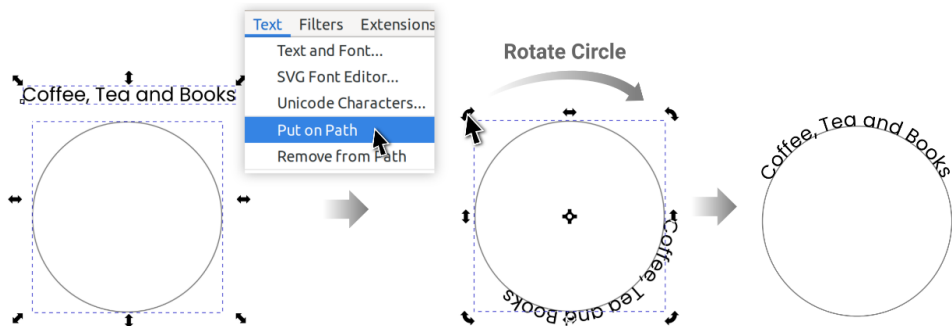 Text Filters Extensions
Text and Font...
SVG Font Editor...
Unicode Characters...
Put on Path
Remove from Path
Coffee, Tea and Books
Rotate Circle
Coffee, Tea and Books
Coffee, Tea and Books